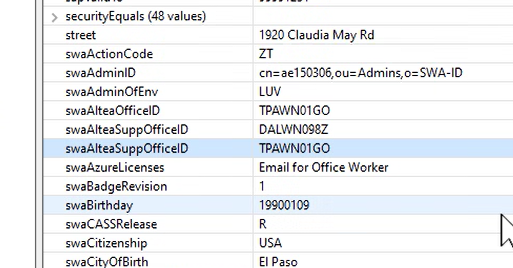 securityEquals (48 values)
street 1920 Claudia May Rd
swaActionCode ZT
swaAdminID cn=ae150306,ou=Admins,o=SWA-ID
swaAdminOfEnv LUV
swaAlteaOfficeID TPAWN01GO
swaAlteaSuppOfficeID DALWN098Z
swaAlteaSuppOfficeID TPAWN01GO
swaAzureLicenses Email for Office Worker
swaBadgeRevision 1
swaBirthday 19900109
swaCASSRelease R
swaCitizenship USA
swaCityOfBirth El Paso